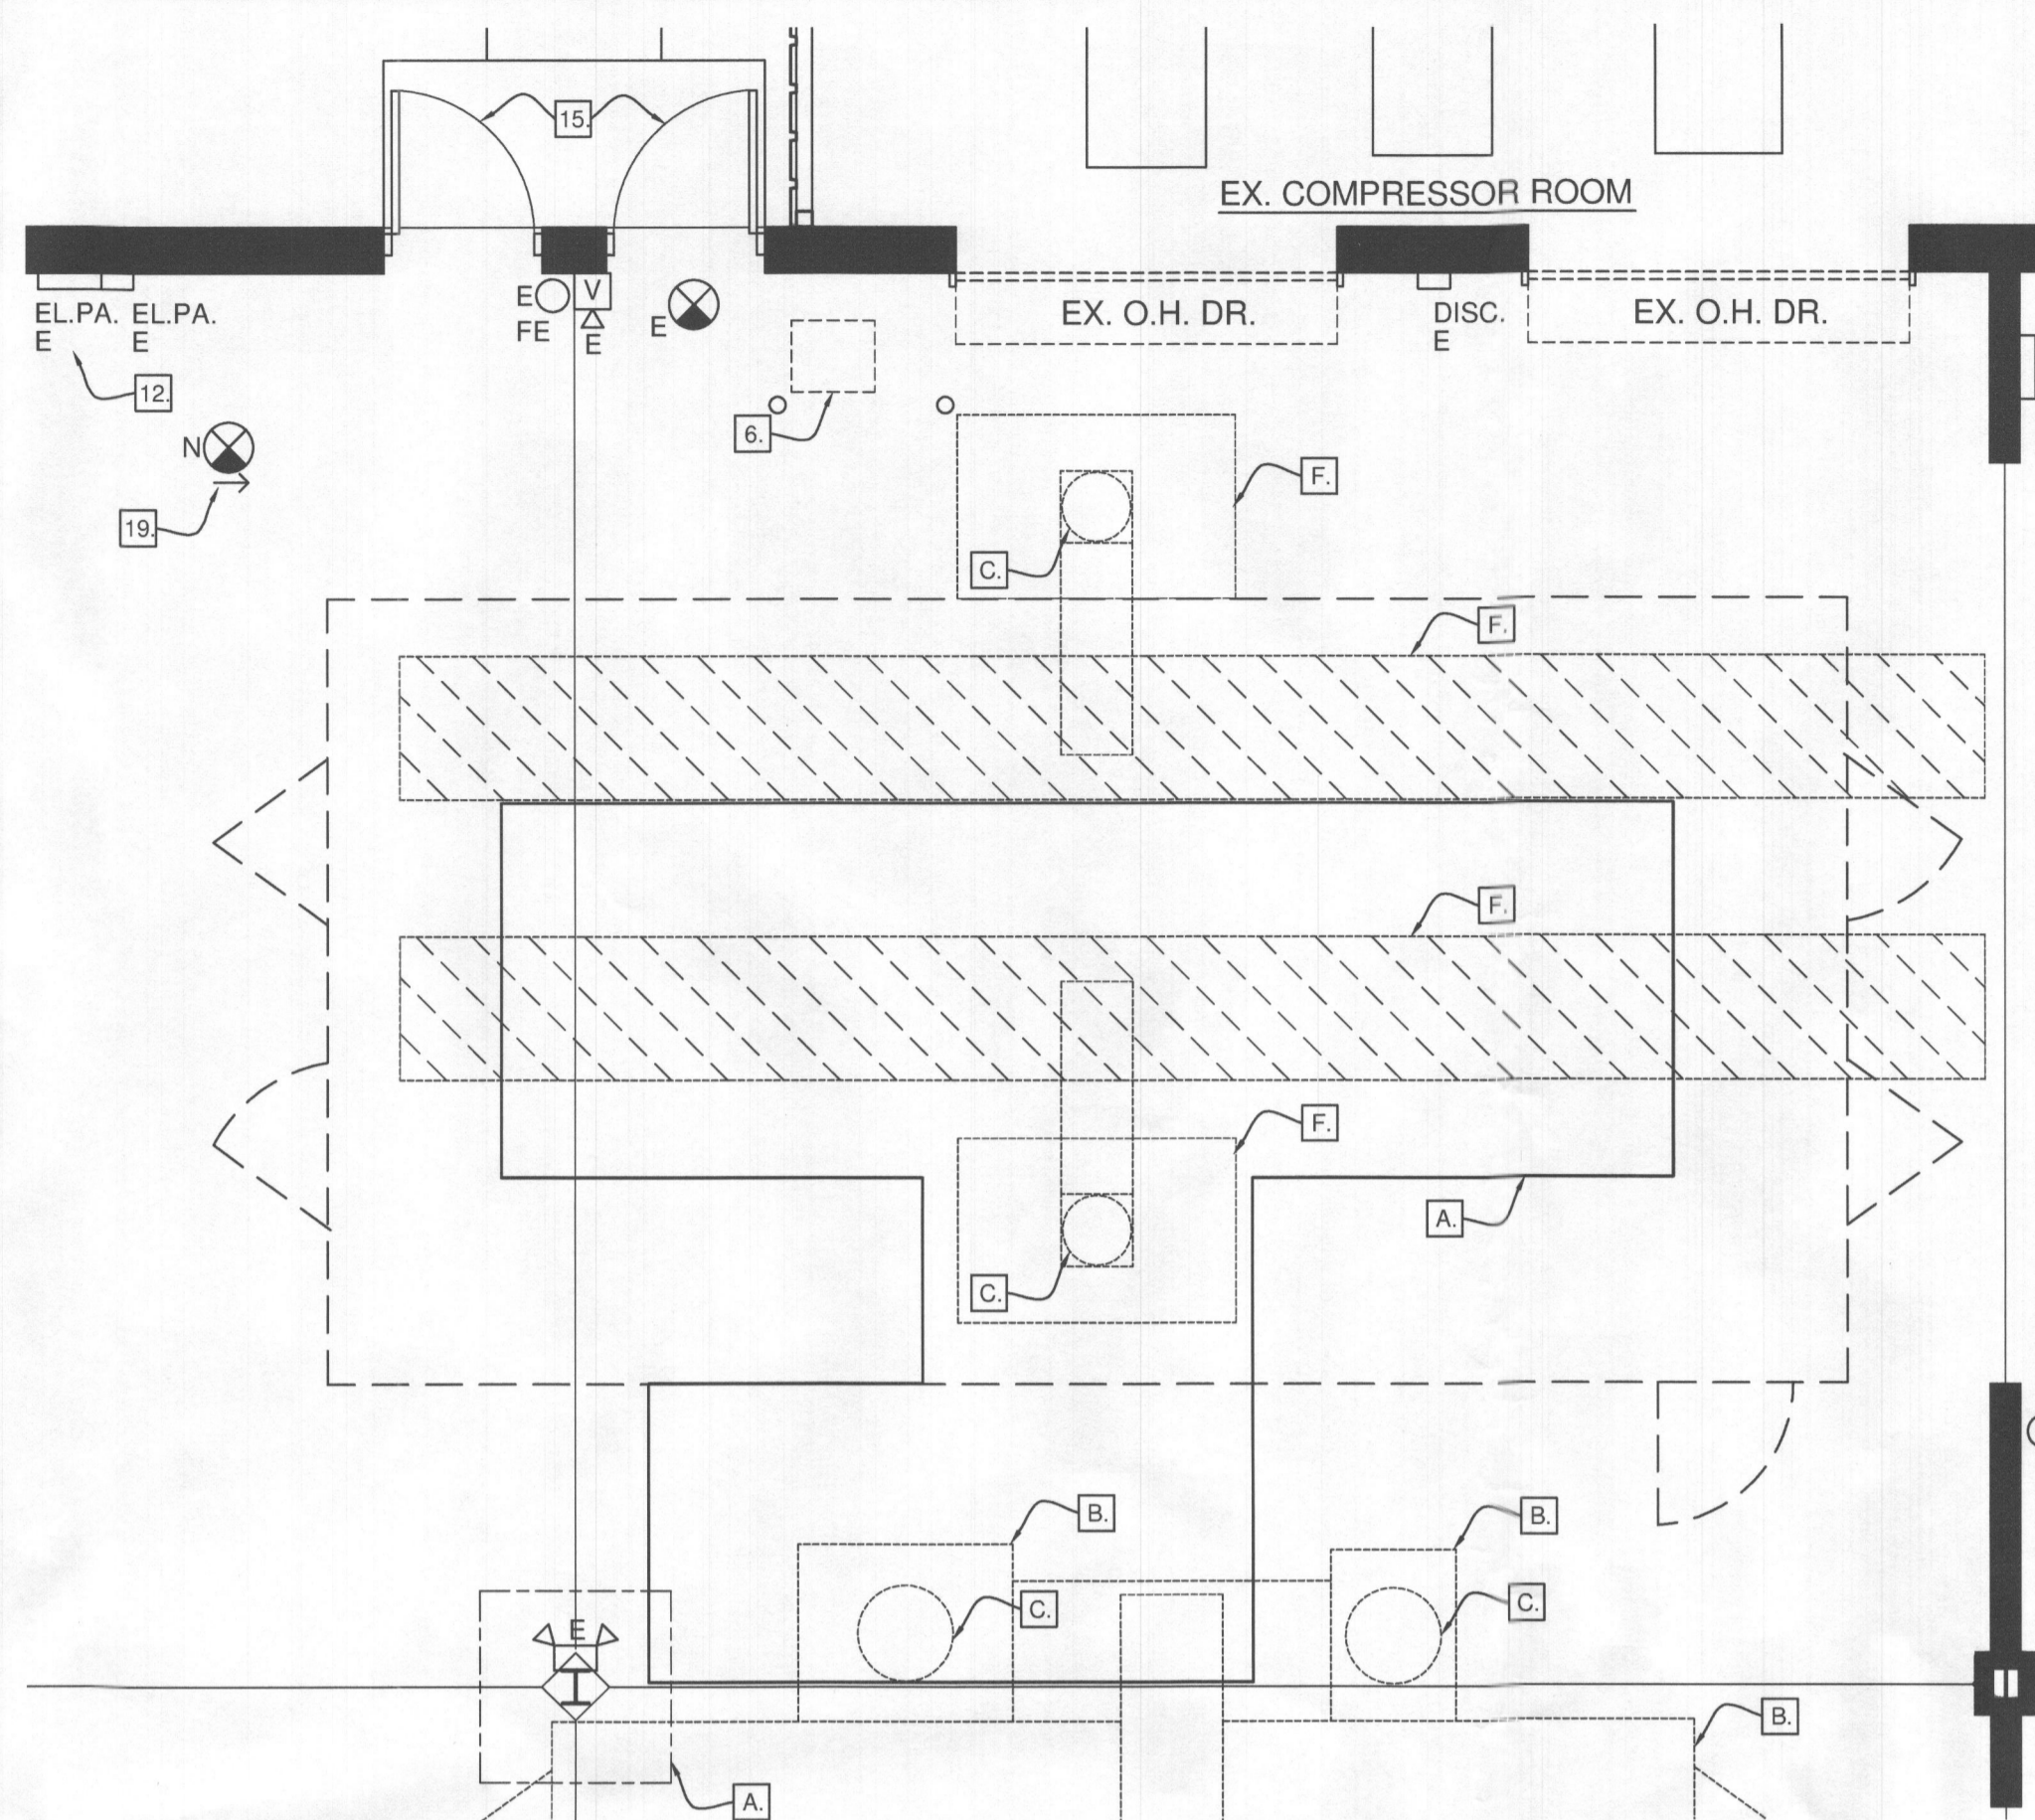 15.
EX. COMPRESSOR ROOM
EL.PA. EL.PA.
E E
E V
FE E
E
EX. O.H. DR.
DISC.
E
EX. O.H. DR.
12.
6.
N
19.
F.
C.
F.
F.
F.
A.
C.
B.
B.
C.
C.
E
I
B.
A.